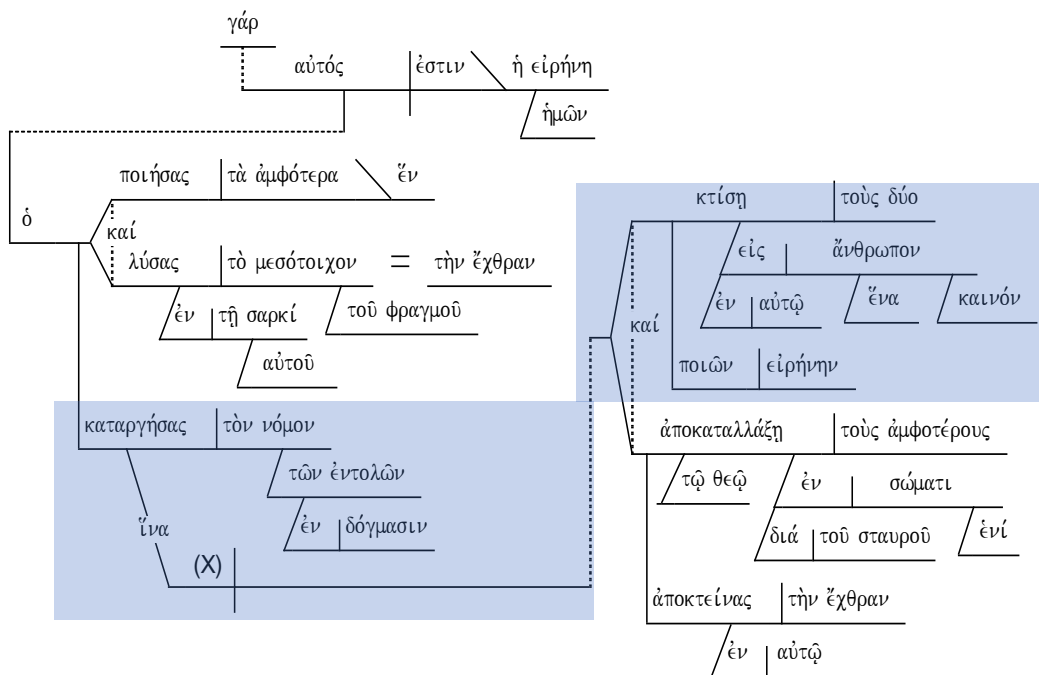 γάρ
αὐτός ἐστιν ἡ εἰρήνη
ἡμῶν
ποιήσας τὰ ἀμφότερα ἕν
ὁ
καί
λύσας τὸ μεσότοιχον = τὴν ἔχθραν
ἐν τῇ σαρκί τοῦ φραγμοῦ
αὐτοῦ
καταργήσας τὸν νόμον
τῶν ἐντολῶν
ἐν δόγμασιν
ἵνα
(X)
κτίσῃ τοὺς δύο
εἰς ἄνθρωπον
ἐν αὐτῷ ἕνα καινόν
καί
ποιῶν εἰρήνην
ἀποκαταλλάξῃ τοὺς ἀμφοτέρους
τῷ θεῷ ἐν σώματι
διά τοῦ σταυροῦ ἑνί
ἀποκτείνας τὴν ἔχθραν
ἐν αὐτῷ